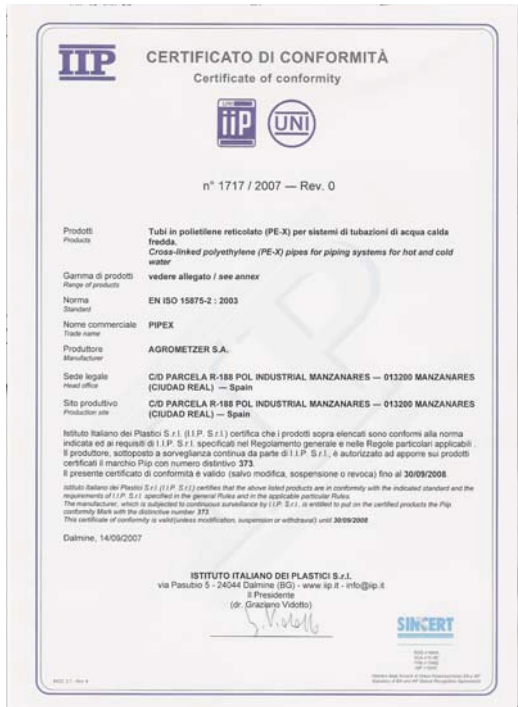 IIP
CERTIFICATO DI CONFORMITÀ
Certificate of conformity
UNI
iiP
UNI
n° 1717 / 2007 — Rev. 0
Prodotti
Products
Tubi in polietilene reticolato (PE-X) per sistemi di tubazioni di acqua calda
fredda.
Cross-linked polyethylene (PE-X) pipes for piping systems for hot and cold
water
Gamma di prodotti
Range of products
vedere allegato / see annex
Norma
Standard
EN ISO 15875-2 : 2003
Nome commerciale
Trade name
PIPEX
Produttore
Manufacturer
AGROMETZER S.A.
Sede legale
Head office
C/D PARCELA R-188 POL INDUSTRIAL MANZANARES — 013200 MANZANARES
(CIUDAD REAL) — Spain
Sito produttivo
Production site
C/D PARCELA R-188 POL INDUSTRIAL MANZANARES — 013200 MANZANARES
(CIUDAD REAL) — Spain
Istituto Italiano dei Plastici S.r.l. (I.I.P. S.r.l.) certifica che i prodotti sopra elencati sono conformi alla norma
indicata ed ai requisiti di I.I.P. S.r.l. specificati nel Regolamento generale e nelle Regole particolari applicabili .
Il produttore, sottoposto a sorveglianza continua da parte di I.I.P. S.r.l., è autorizzato ad apporre sui prodotti
certificati il marchio Piip con numero distintivo 373.
Il presente certificato di conformità è valido (salvo modifica, sospensione o revoca) fino al 30/09/2008.
Istituto Italiano dei Plastici S.r.l. (I.I.P. S.r.l.) certifies that the above listed products are in conformity with the indicated standard and the
requirements of I.I.P. S.r.l. specified in the general Rules and in the applicable particular Rules.
The manufacturer, which is subjected to continuous surveillance by I.I.P. S.r.l., is entitled to put on the certified products the Piip
conformity Mark with the distinctive number 373.
This certificate of conformity is valid(unless modification, suspension or withdrawal) until 30/09/2008
Dalmine, 14/09/2007
ISTITUTO ITALIANO DEI PLASTICI S.r.l.
via Pasubio 5 - 24044 Dalmine (BG) - www.iip.it - info@iip.it
Il Presidente
(dr. Graziano Vidotto)
SINCERT